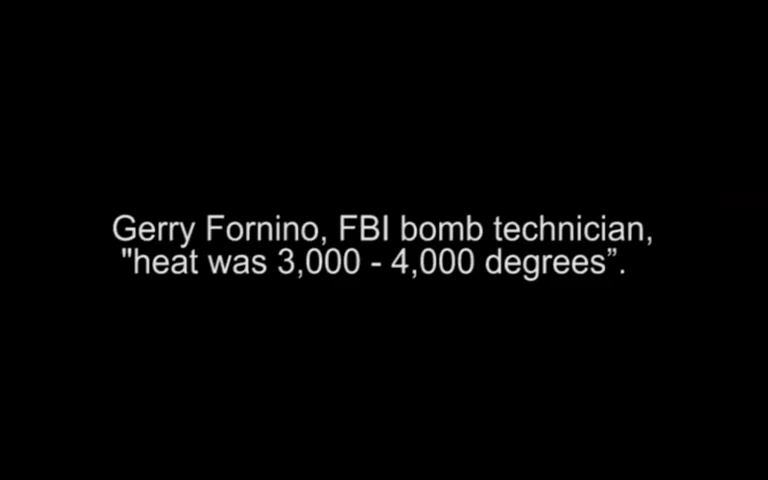 Gerry Fornino, FBI bomb technician,
"heat was 3,000 - 4,000 degrees”.